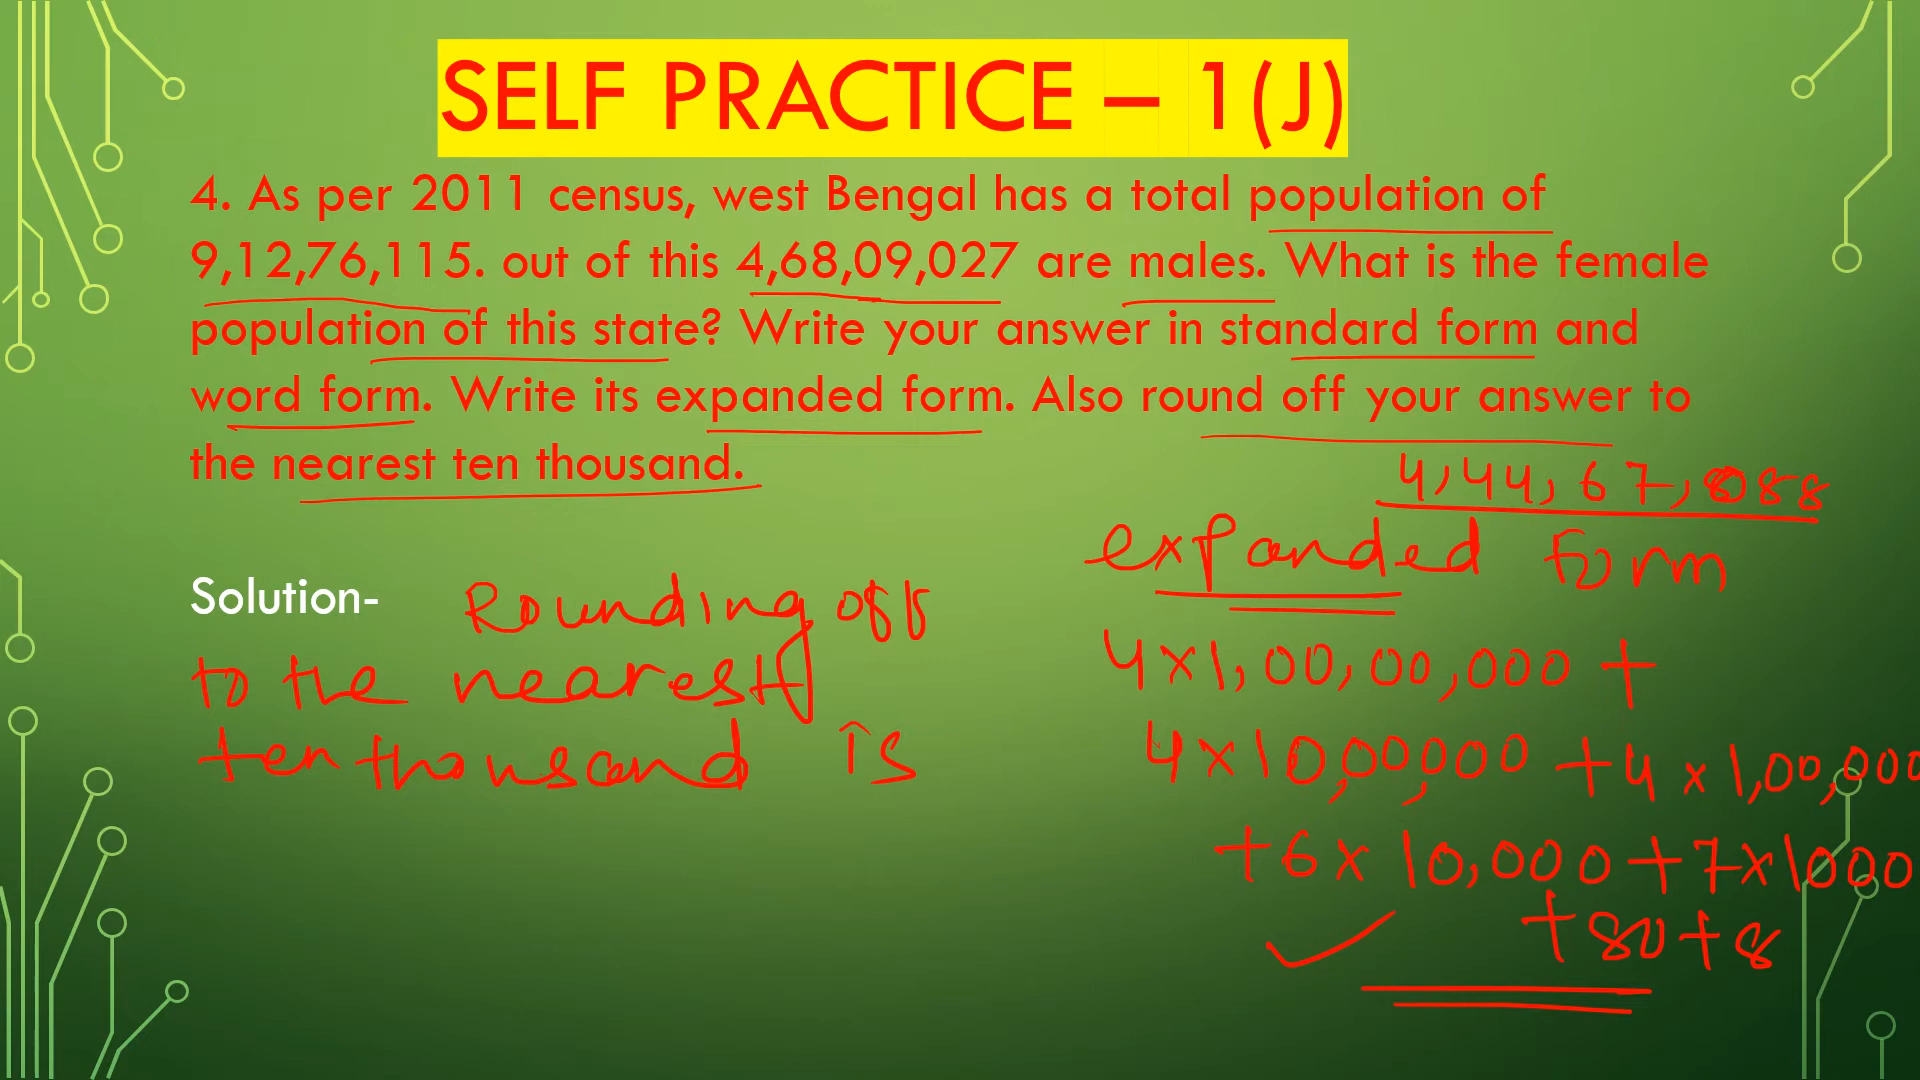 SELF PRACTICE – 1(J)
4. As per 2011 census, west Bengal has a total population of
9,12,76,115. out of this 4,68,09,027 are males. What is the female
population of this state? Write your answer in standard form and
word form. Write its expanded form. Also round off your answer to
the nearest ten thousand.
4,44,67,088
expanded form
4×1,00,00,000 +
4×10,00,000 +4×1,00,000
+6×10,000+7×1000
+80+8
Solution-
Rounding off
to the nearest
ten thousand is